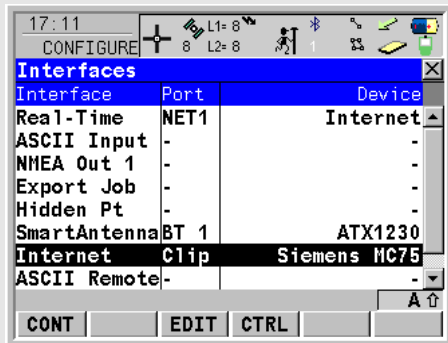 17:11
L1= 8
CONFIGURE
8 L2= 8
1
Interfaces
Interface Port Device
Real-Time NET1 Internet
ASCII Input - -
NMEA Out 1 - -
Export Job - -
Hidden Pt - -
SmartAntenna BT 1 ATX1230
Internet Clip Siemens MC75
ASCII Remote - -
A
CONT EDIT CTRL